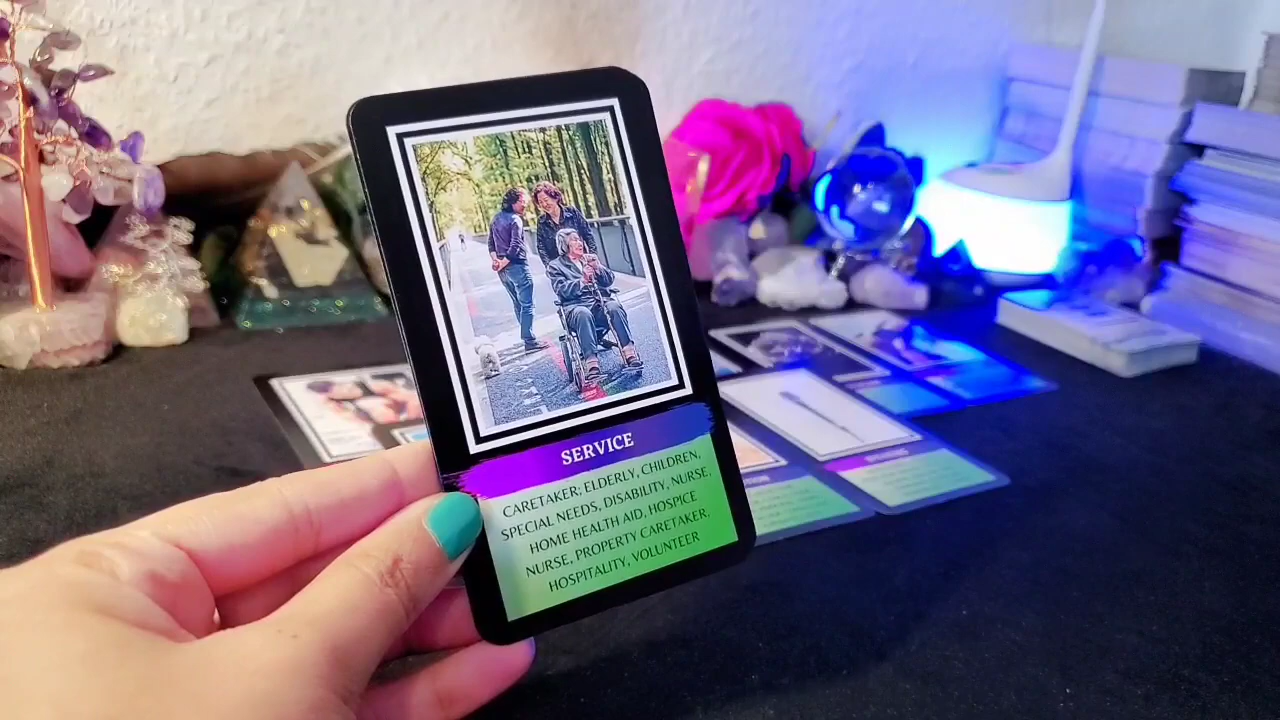 SERVICE
CARETAKER; ELDERLY, CHILDREN,
SPECIAL NEEDS, DISABILITY, NURSE,
HOME HEALTH AID, HOSPICE
NURSE, PROPERTY CARETAKER,
HOSPITALITY, VOLUNTEER